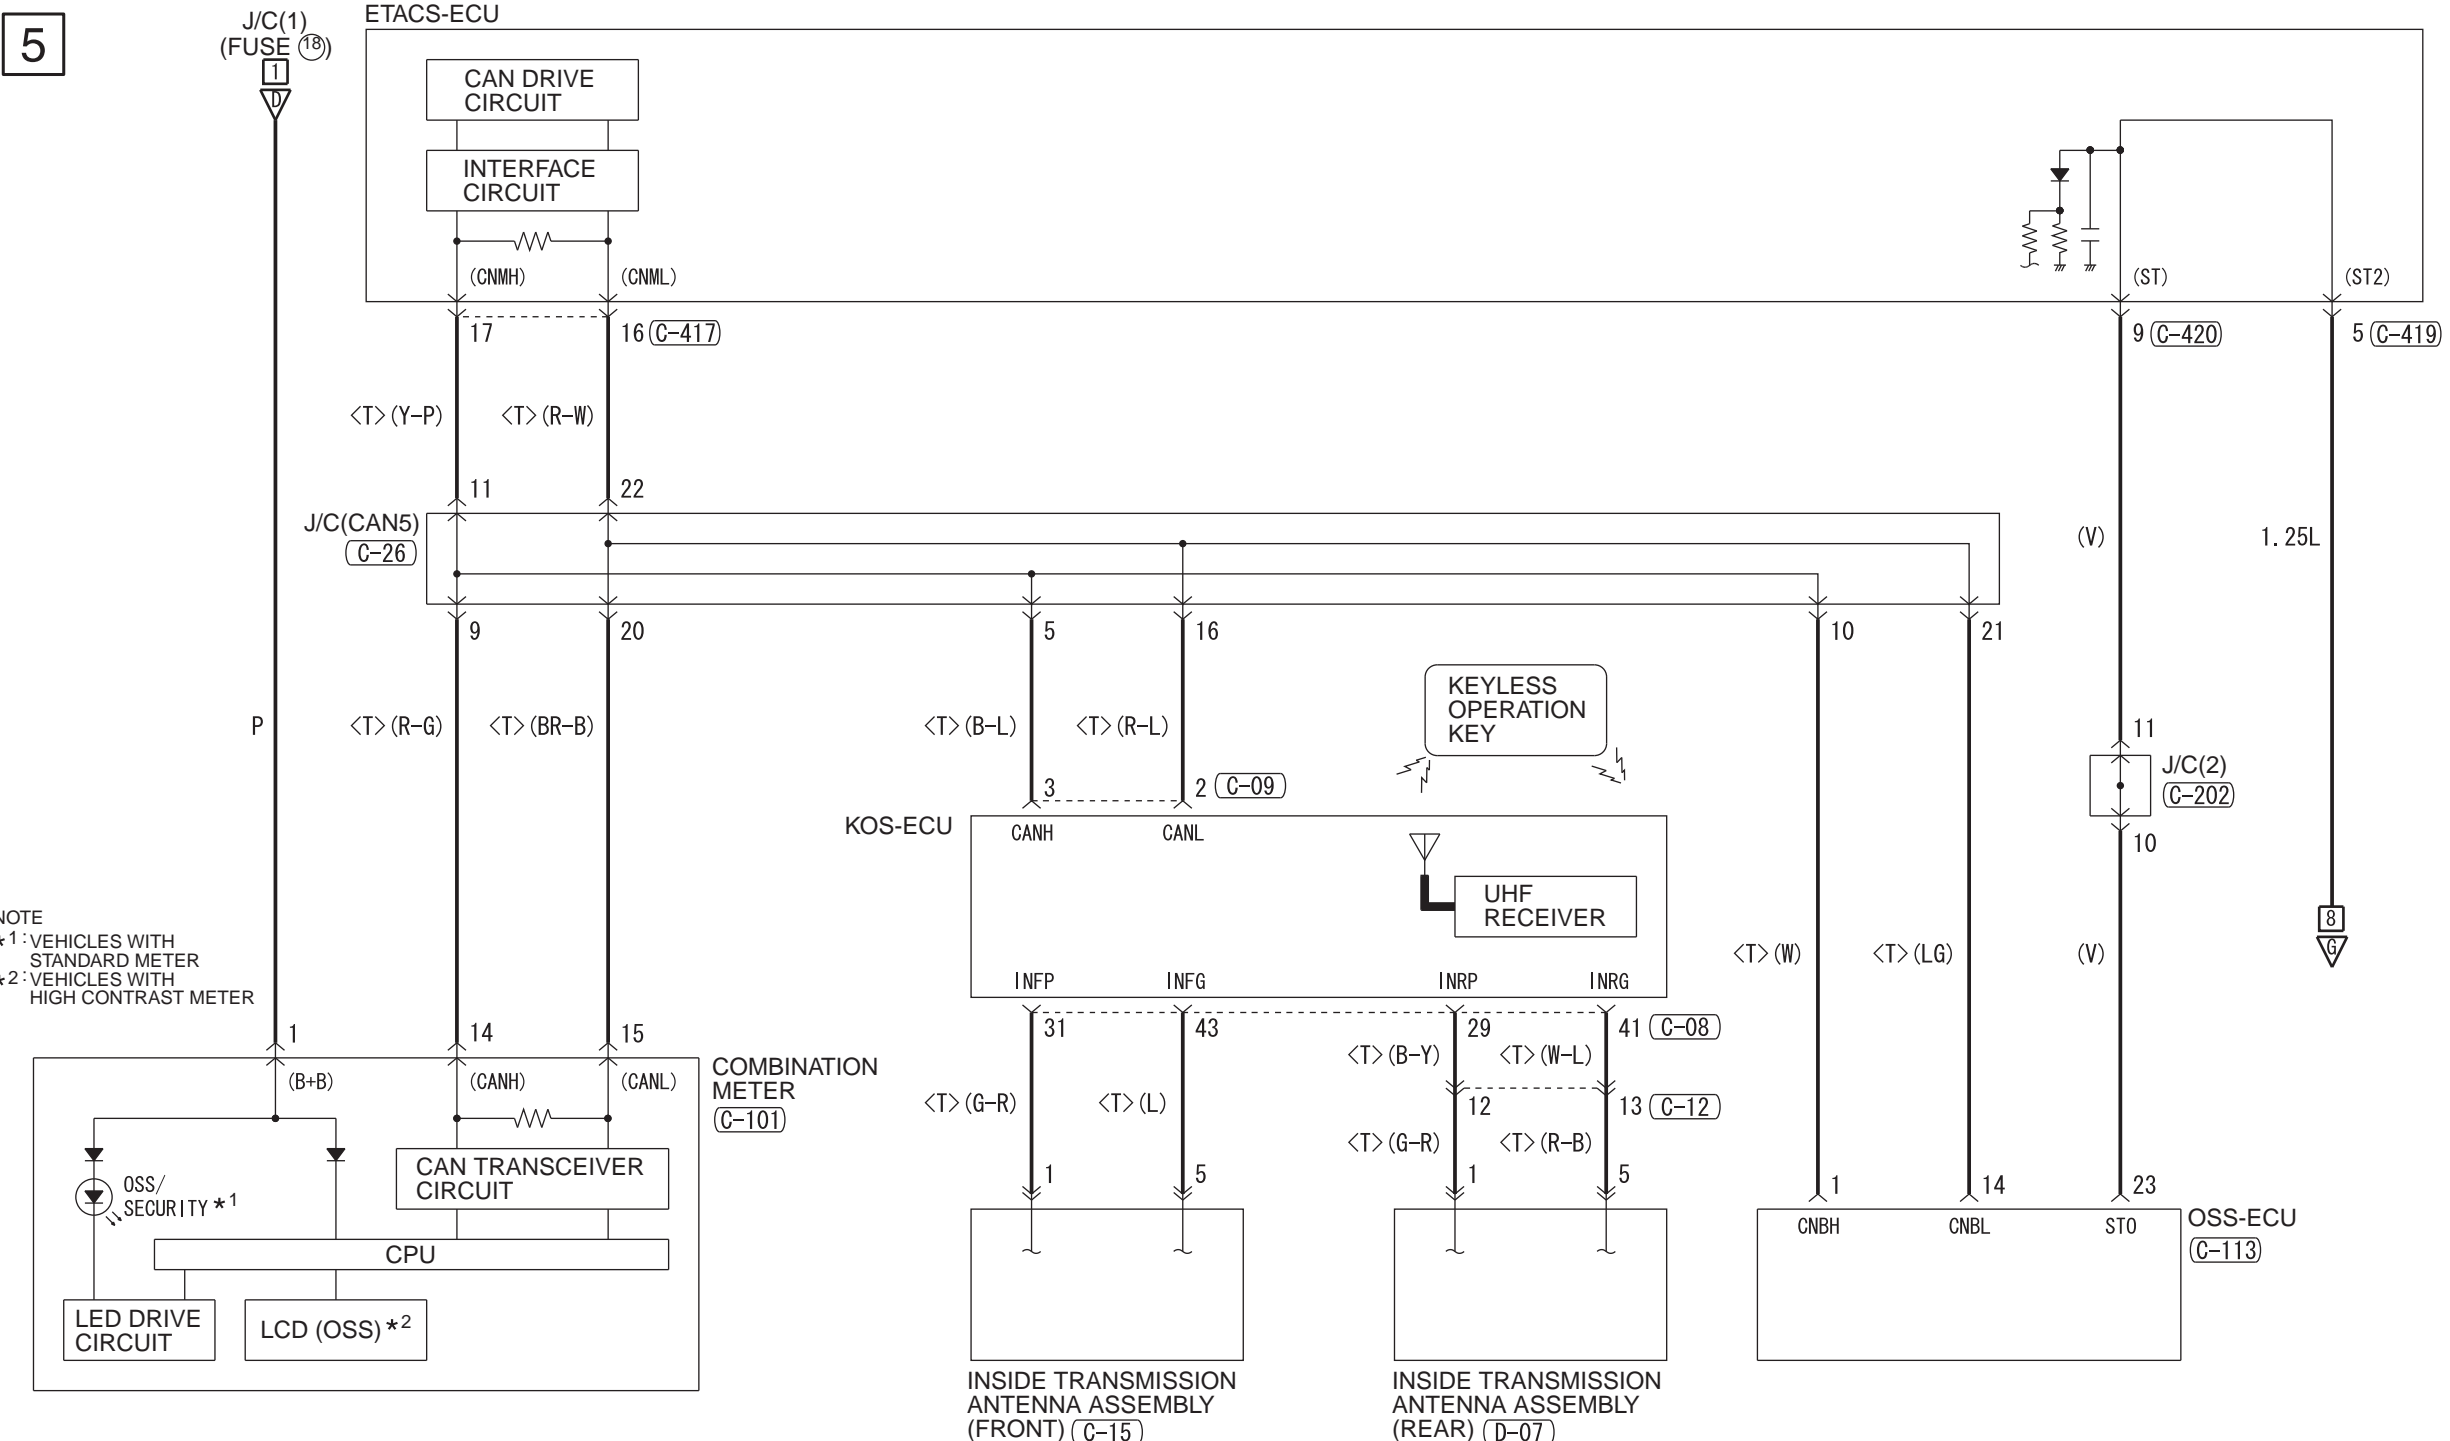 5
J/C(1)
(FUSE 18)
1
D
ETACS-ECU
CAN DRIVE
CIRCUIT
INTERFACE
CIRCUIT
(CNMH)
(CNML)
(ST)
(ST2)
17
16 C-417
9 C-420
5 C-419
<T>(Y-P)
<T>(R-W)
11
22
J/C(CAN5)
C-26
(V)
1.25L
9
20
5
16
10
21
P
<T>(R-G)
<T>(BR-B)
<T>(B-L)
<T>(R-L)
KEYLESS
OPERATION
KEY
11
J/C(2)
C-202
10
3
2 C-09
KOS-ECU
CANH
CANL
UHF
RECEIVER
INFP
INFG
INRP
INRG
<T>(W)
<T>(LG)
(V)
8
G
NOTE
*1: VEHICLES WITH
STANDARD METER
*2: VEHICLES WITH
HIGH CONTRAST METER
1
14
15
COMBINATION
METER
C-101
(B+B)
(CANH)
(CANL)
31
43
29
41 C-08
<T>(B-Y)
<T>(W-L)
<T>(G-R)
<T>(L)
12
13 C-12
<T>(G-R)
<T>(R-B)
1
5
1
5
1
14
23
OSS/
SECURITY *1
CAN TRANSCEIVER
CIRCUIT
CPU
LED DRIVE
CIRCUIT
LCD (OSS) *2
CNBH
CNBL
STO
OSS-ECU
C-113
INSIDE TRANSMISSION
ANTENNA ASSEMBLY
(FRONT) C-15
INSIDE TRANSMISSION
ANTENNA ASSEMBLY
(REAR) D-07